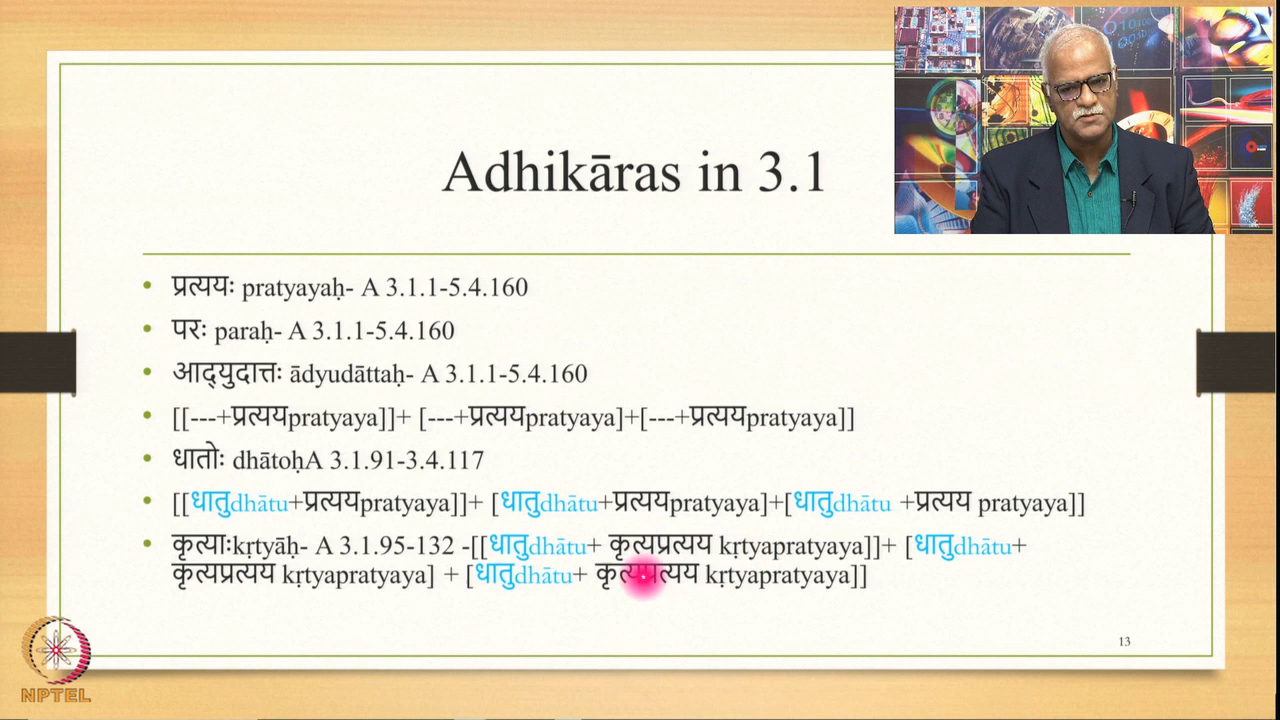 Adhikāras in 3.1
• प्रत्ययः pratyayaḥ- A 3.1.1-5.4.160
• परः paraḥ- A 3.1.1-5.4.160
• आद्युदात्तः ādyudāttaḥ- A 3.1.1-5.4.160
• [[---+प्रत्ययpratyaya]]+ [---+प्रत्ययpratyaya]+[---+प्रत्ययpratyaya]]
• धातोः dhātoḥA 3.1.91-3.4.117
• [[धातुdhātu+प्रत्ययpratyaya]]+ [धातुdhātu+प्रत्ययpratyaya]+[धातुdhātu +प्रत्यय pratyaya]]
• कृत्याःkṛtyāḥ- A 3.1.95-132 -[[धातुdhātu+ कृत्यप्रत्यय kṛtyapratyaya]]+ [धातुdhātu+
कृत्यप्रत्यय kṛtyapratyaya] + [धातुdhātu+ कृत्यप्रत्यय kṛtyapratyaya]]
13
NPTEL